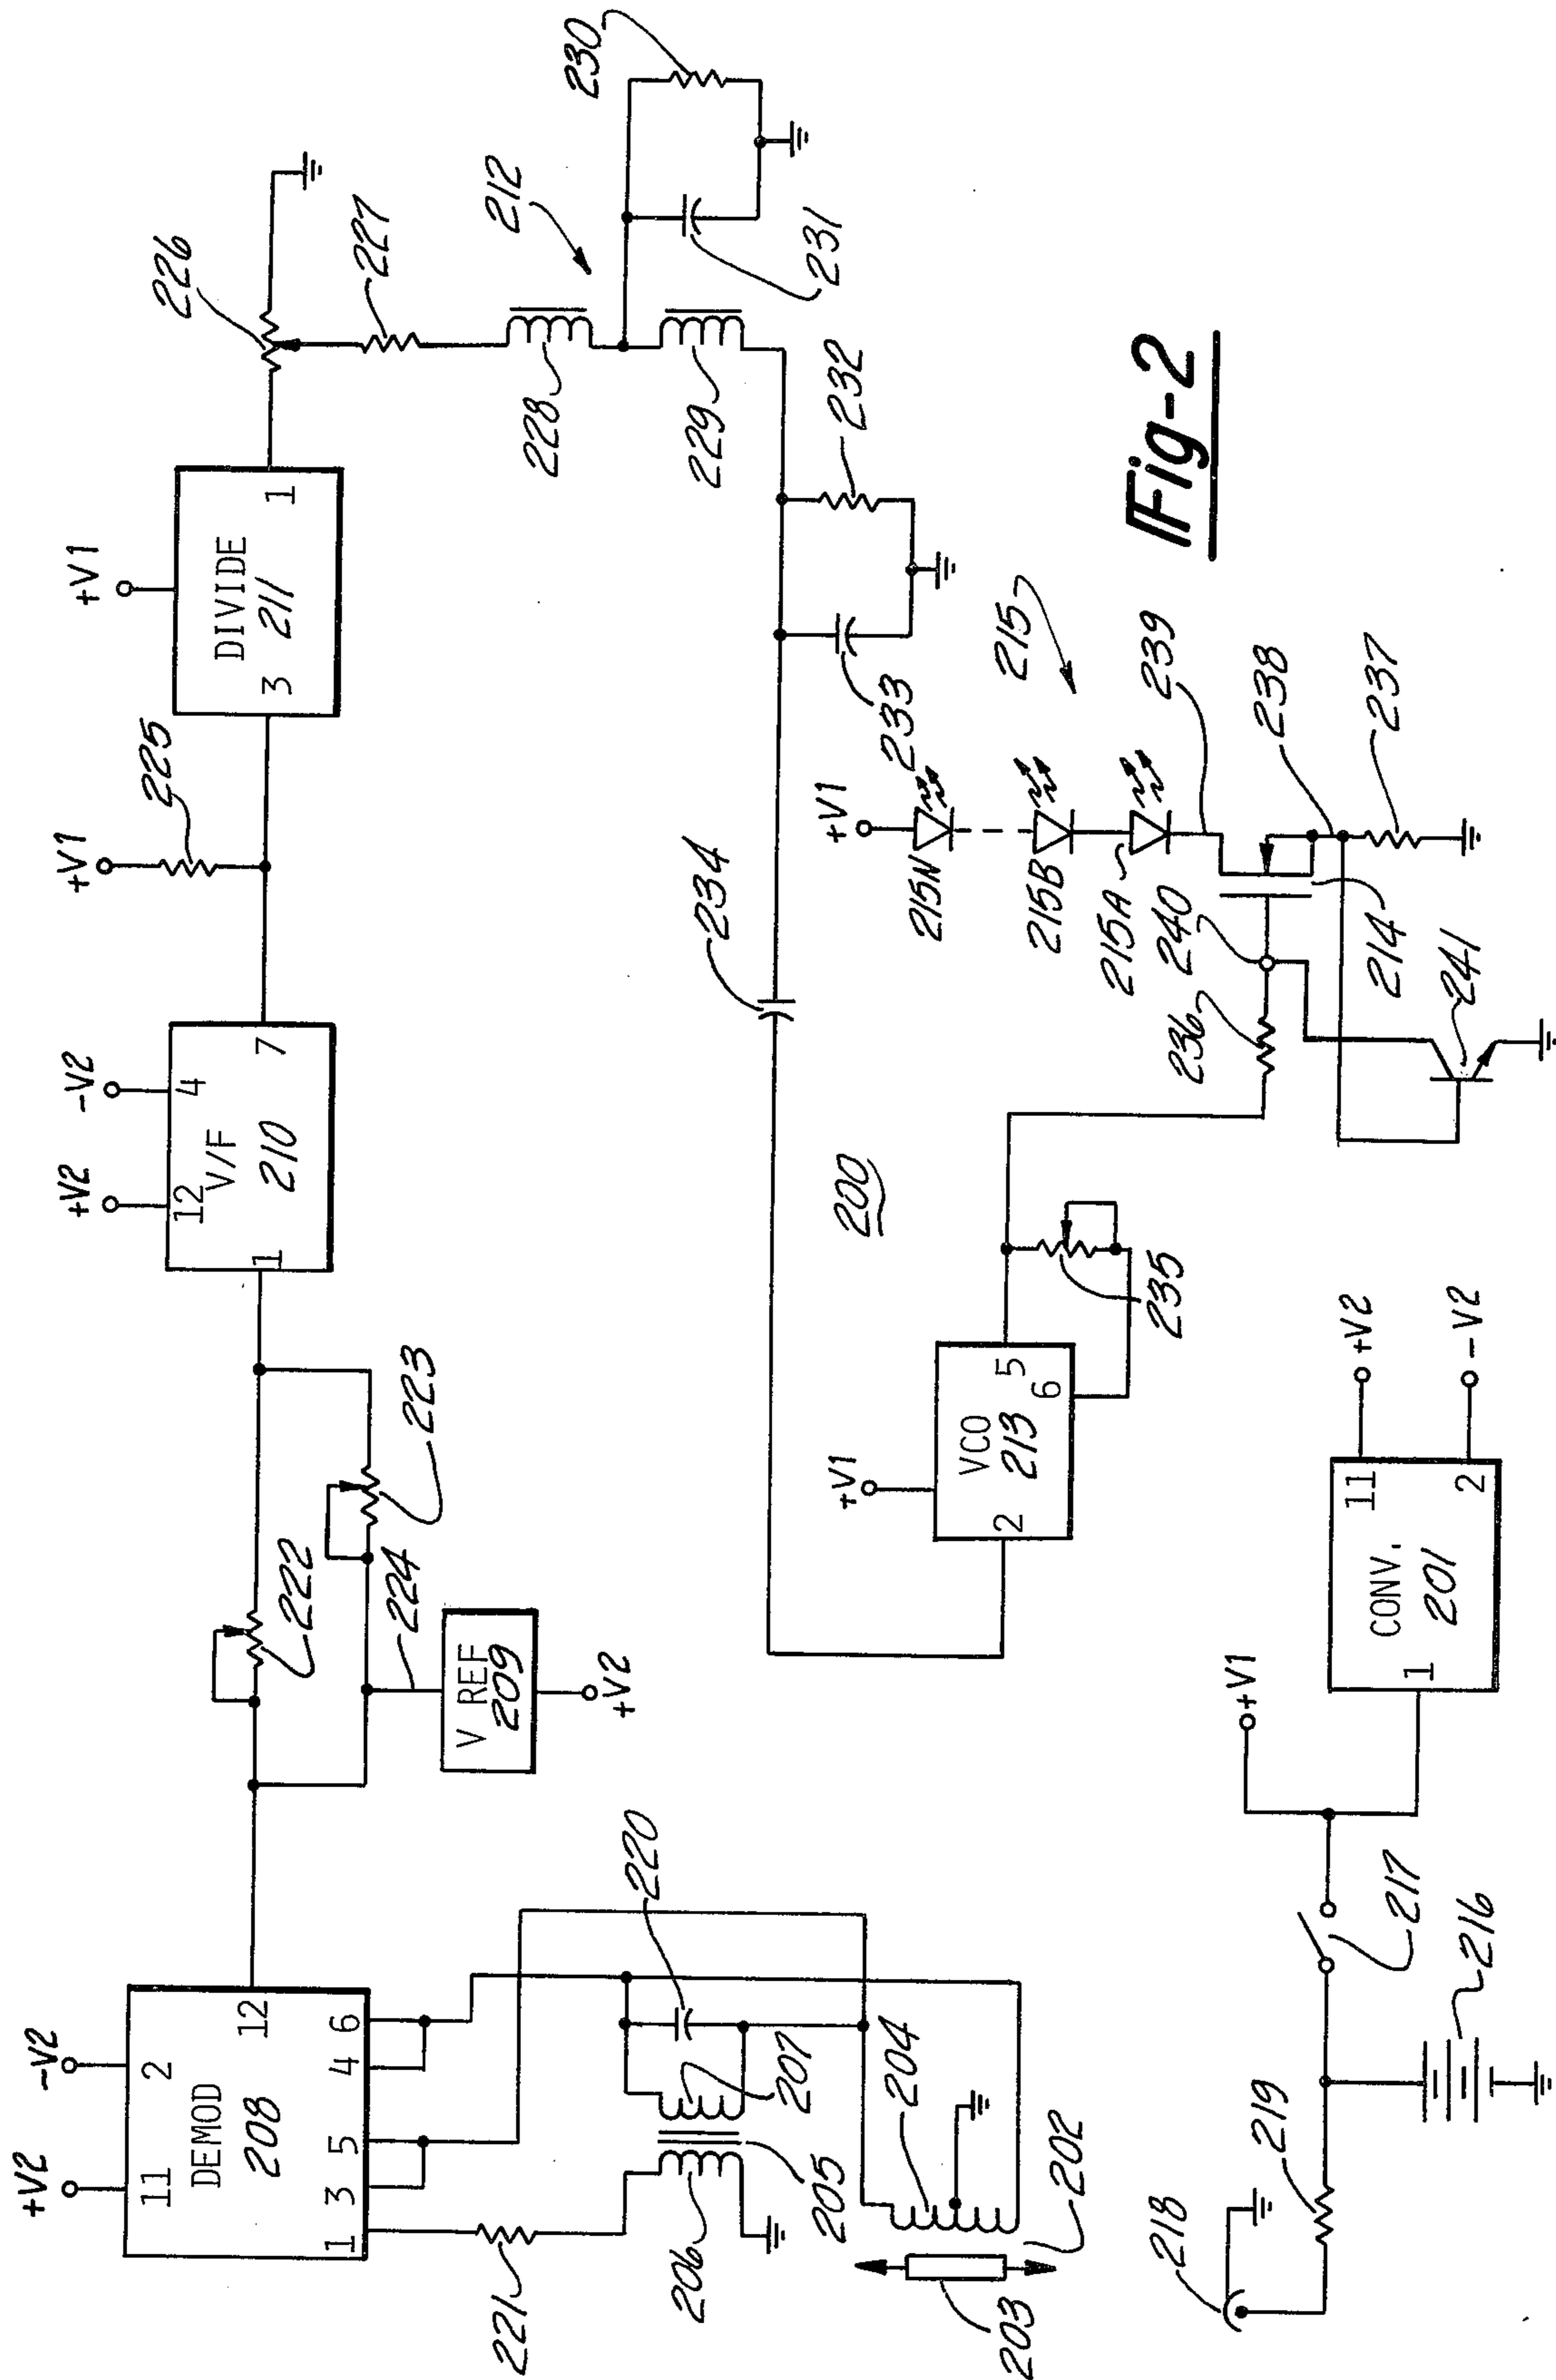 +V2
-V2
11
2
DEMOD
208
12
1
3
5
4
6
221
206
205
207
220
204
203
202
222
223
224
V REF
209
+V2
+V2
-V2
12
4
V/F
210
1
7
+V1
225
+V1
DIVIDE
211
3
1
226
227
228
229
212
230
231
232
233
234
200
+V1
VCO
213
2
5
6
235
236
+V1
215N
215B
215A
215
239
240
238
237
214
241
218
219
216
217
+V1
CONV.
201
1
11
2
+V2
-V2
Fig-2